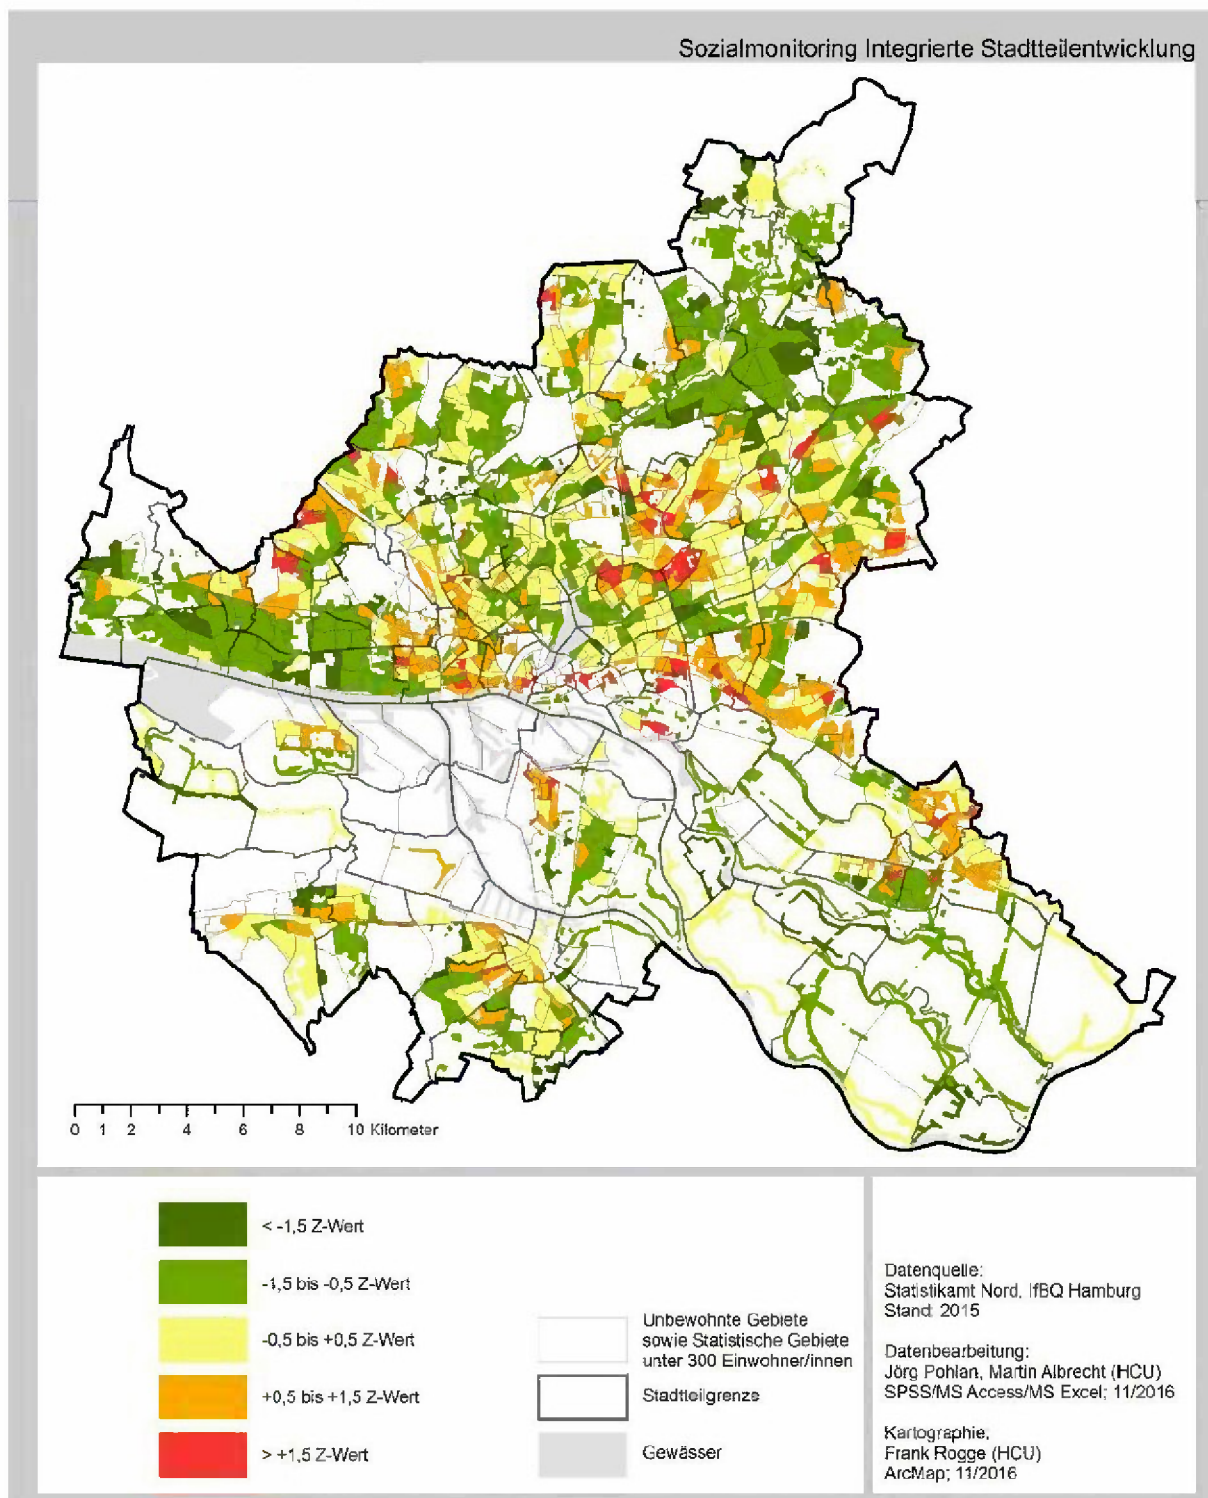 Sozialmonitoring Integrierte Stadtteilentwicklung
0 1 2 4 6 8 10 Kilometer
< -1,5 Z-Wert
-1,5 bis -0,5 Z-Wert
-0,5 bis +0,5 Z-Wert
+0,5 bis +1,5 Z-Wert
> +1,5 Z-Wert
Unbewohnte Gebiete
sowie Statistische Gebiete
unter 300 Einwohner/innen
Stadtteilgrenze
Gewässer
Datenquelle:
Statistikamt Nord, IfBQ Hamburg
Stand: 2015
Datenbearbeitung:
Jörg Pohlan, Martin Albrecht (HCU)
SPSS/MS Access/MS Excel; 11/2016
Kartographie:
Frank Rogge (HCU)
ArcMap; 11/2016